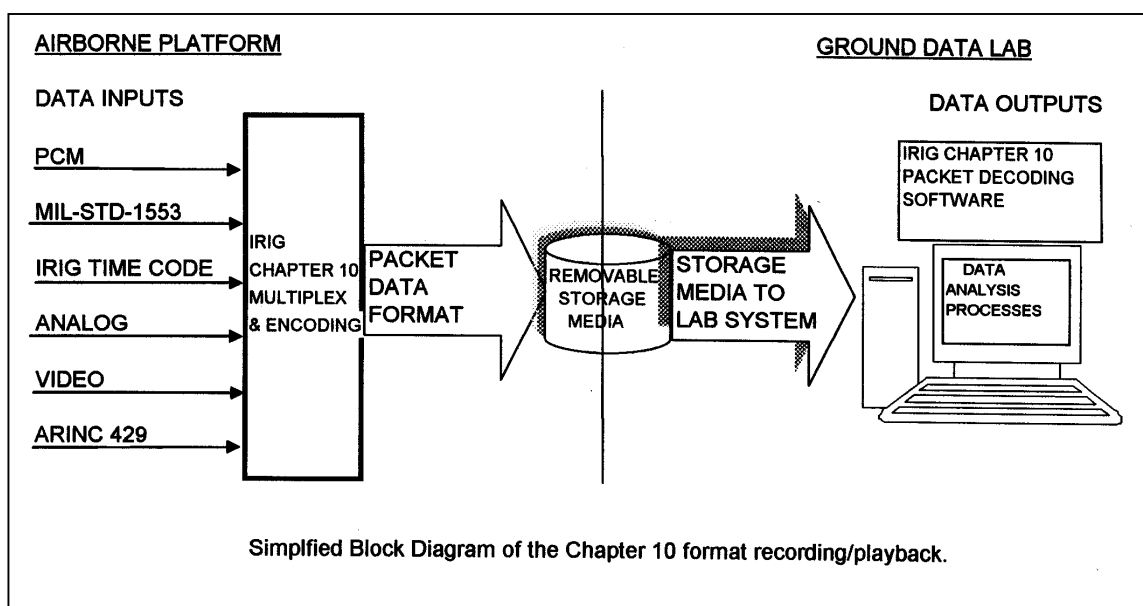 AIRBORNE PLATFORM
GROUND DATA LAB
DATA INPUTS
DATA OUTPUTS
PCM
MIL-STD-1553
IRIG TIME CODE
ANALOG
VIDEO
ARINC 429
IRIG
CHAPTER 10
MULTIPLEX
& ENCODING
PACKET
DATA
FORMAT
REMOVABLE
STORAGE
MEDIA
STORAGE
MEDIA TO
LAB SYSTEM
IRIG CHAPTER 10
PACKET DECODING
SOFTWARE
DATA
ANALYSIS
PROCESSES
Simplfied Block Diagram of the Chapter 10 format recording/playback.